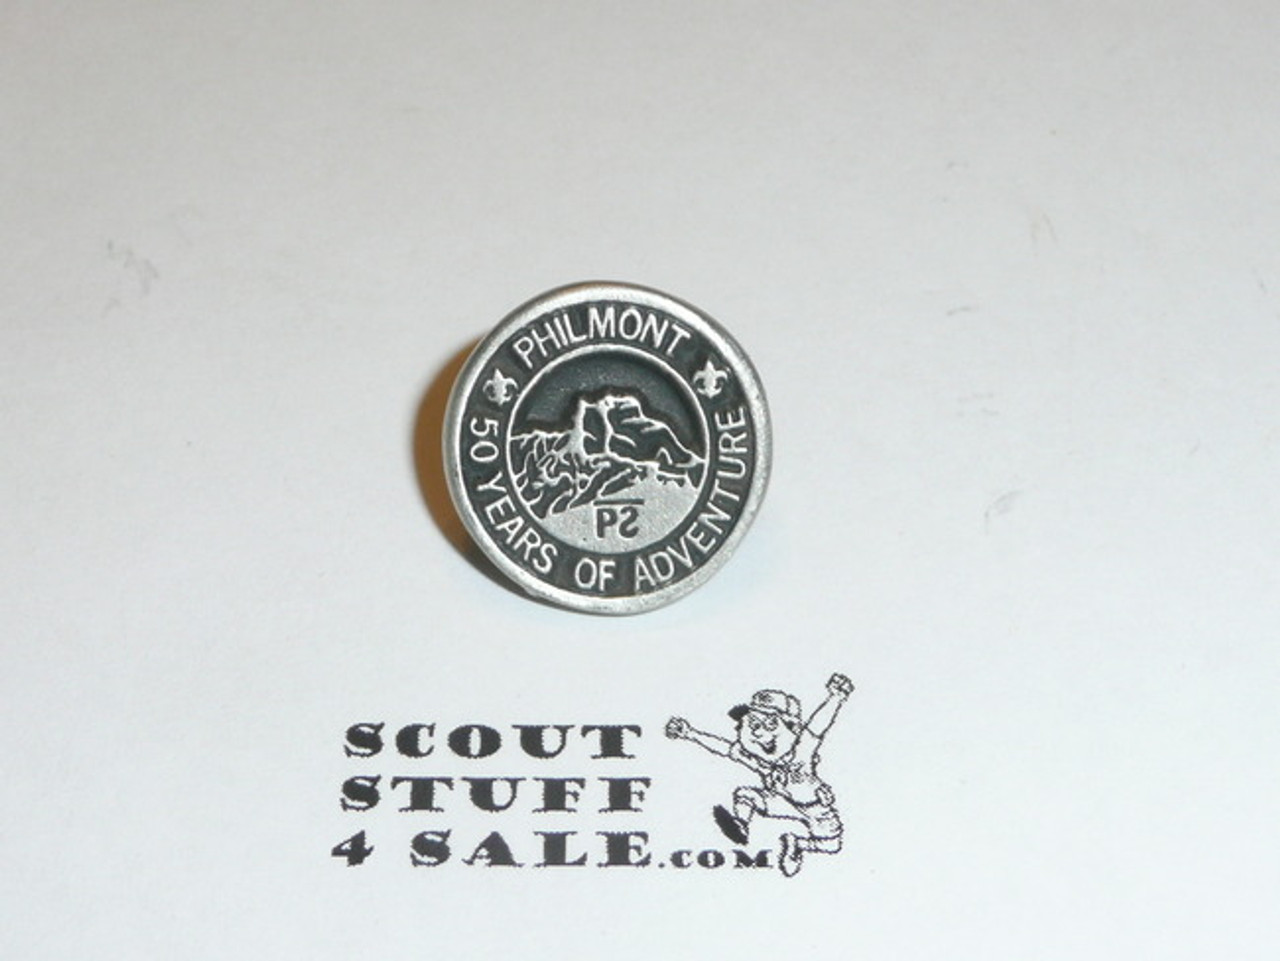 PHILMONT
50 YEARS OF ADVENTURE
PS
SCOUT
STUFF
4 SALE.COM